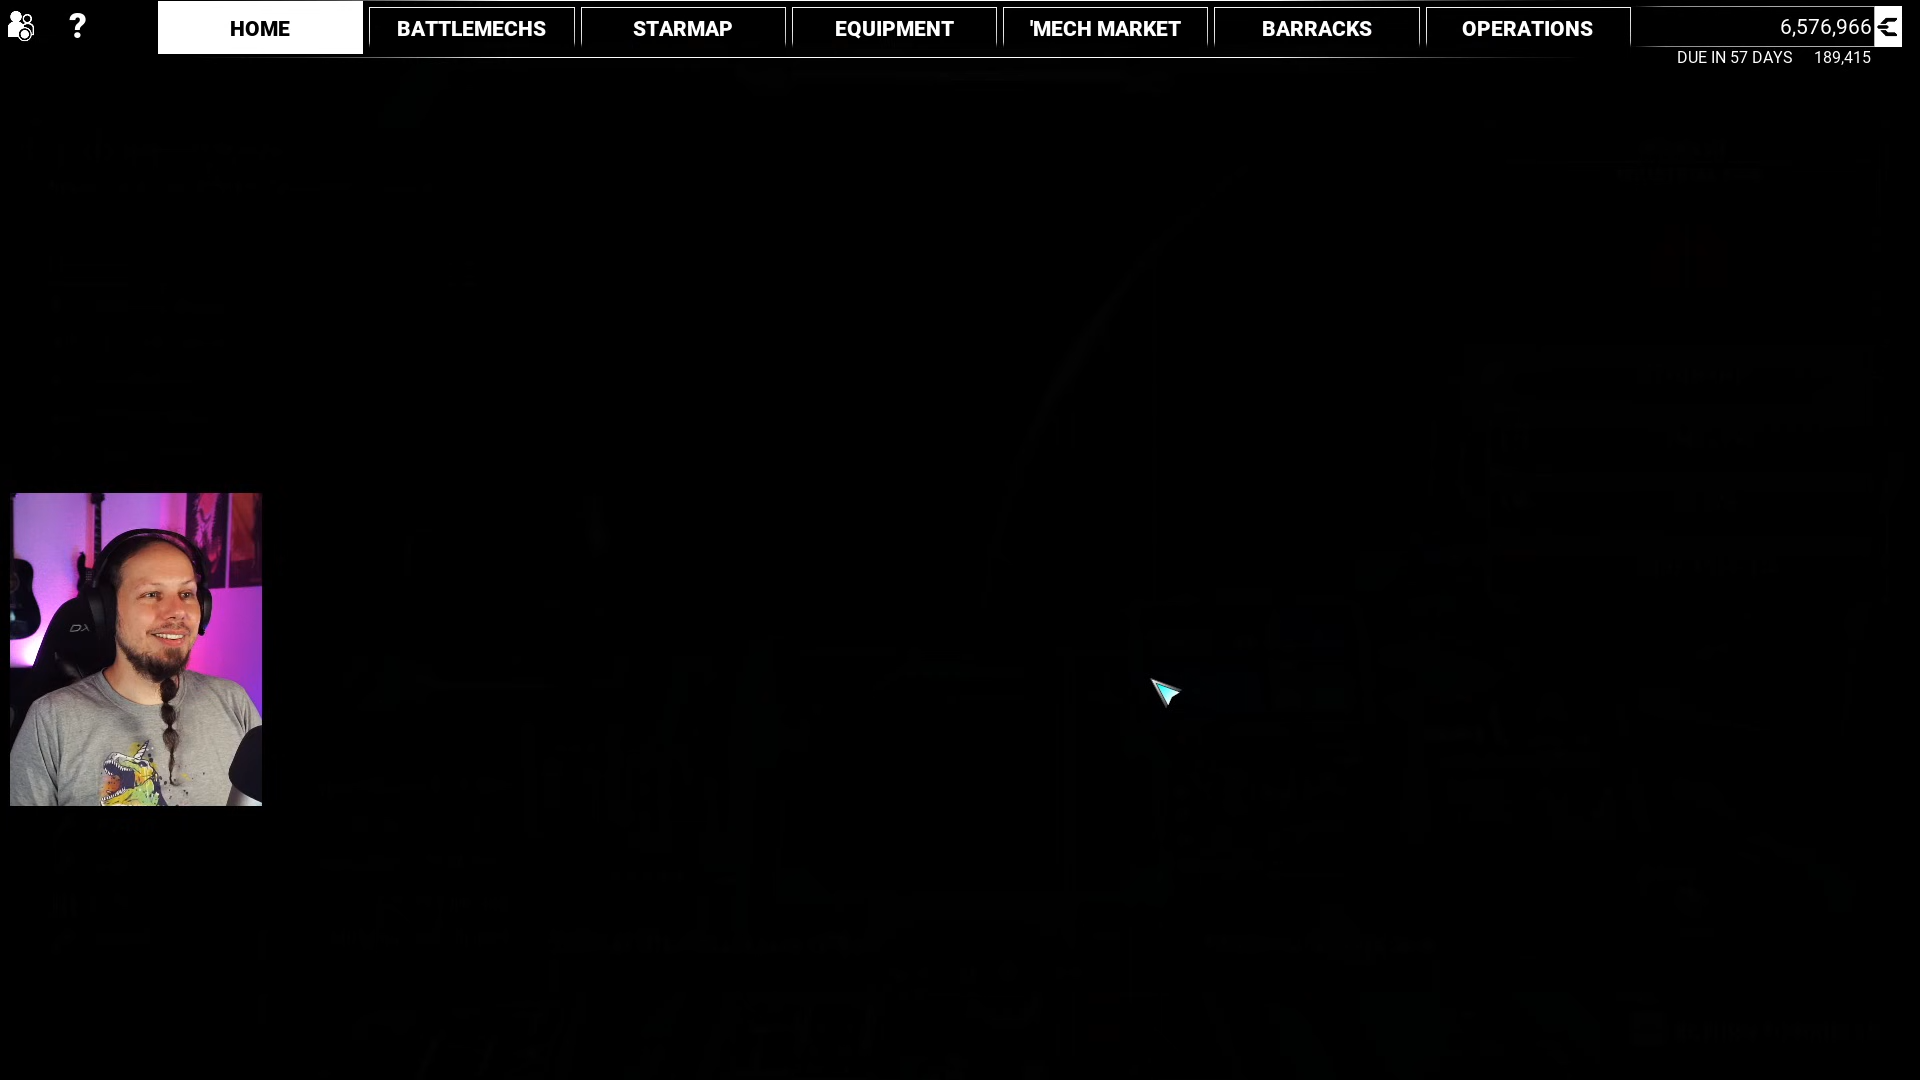 ?
HOME
BATTLEMECHS
STARMAP
EQUIPMENT
'MECH MARKET
BARRACKS
OPERATIONS
6,576,966
DUE IN 57 DAYS 189,415